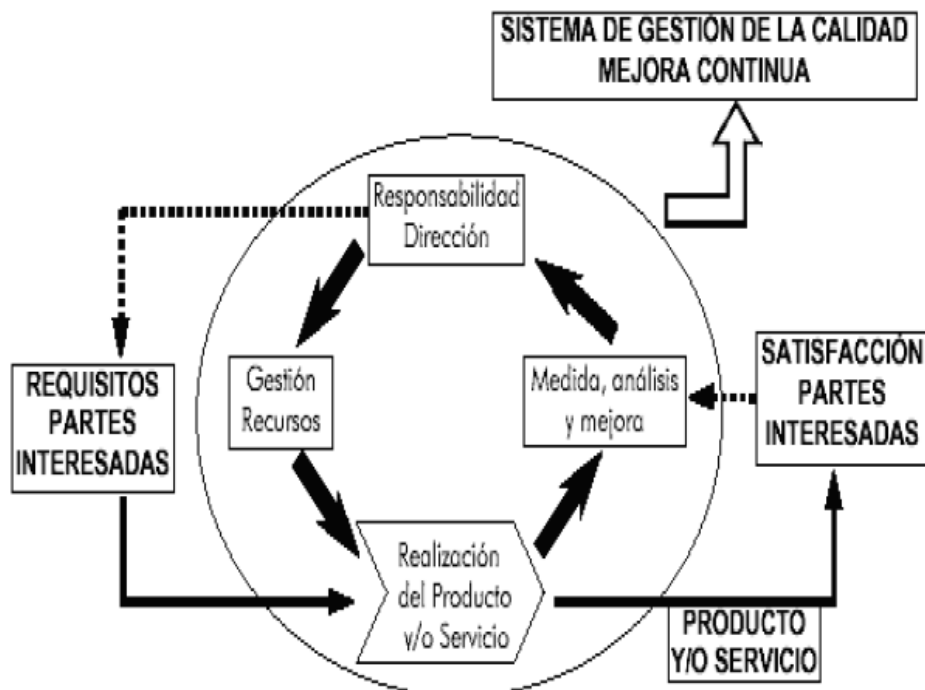 SISTEMA DE GESTIÓN DE LA CALIDAD
MEJORA CONTINUA
Responsabilidad
Dirección
REQUISITOS
PARTES
INTERESADAS
Gestión
Recursos
Medida, análisis
y mejora
SATISFACCIÓN
PARTES
INTERESADAS
Realización
del Producto
y/o Servicio
PRODUCTO
Y/O SERVICIO